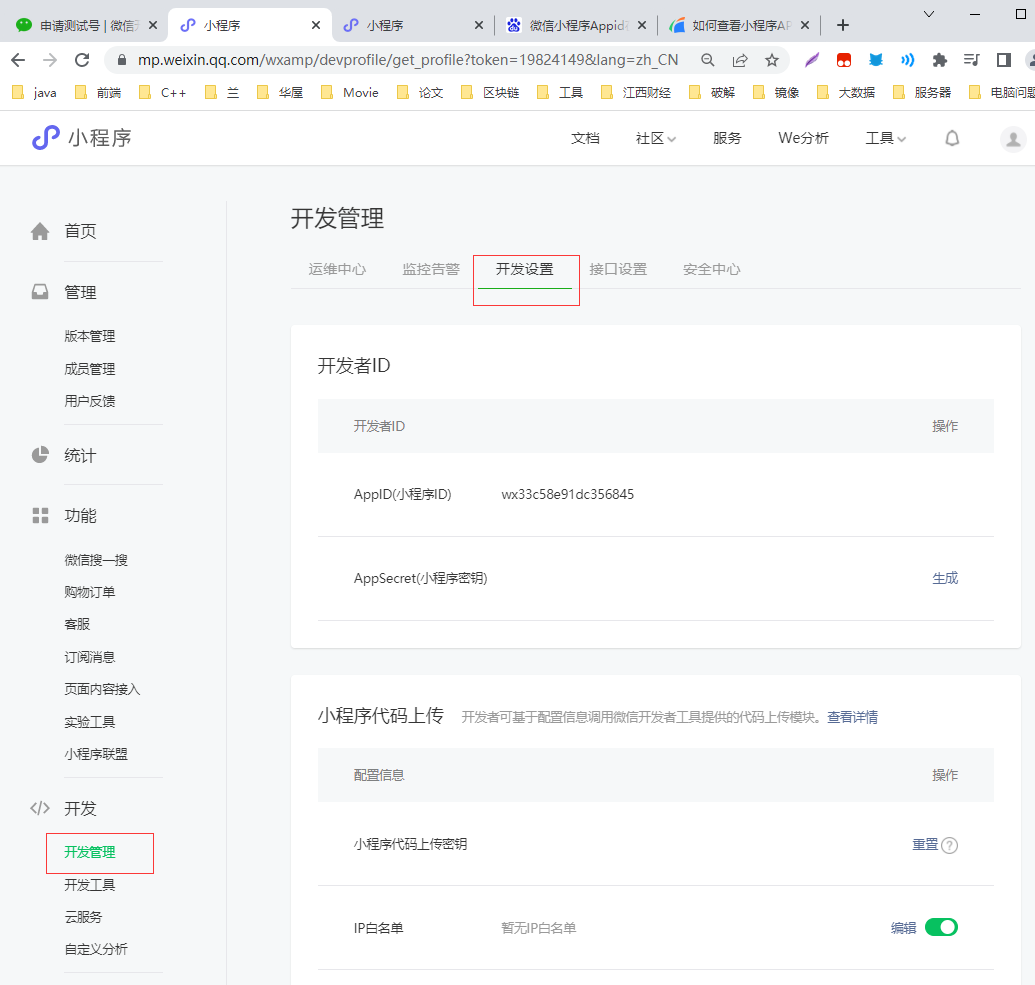 申请测试号 | 微信
小程序
小程序
微信小程序Appid
如何查看小程序AP
mp.weixin.qq.com/wxamp/devprofile/get_profile?token=19824149&lang=zh_CN
java 前端 C++ 兰 华屋 Movie 论文 区块链 工具 江西财经 破解 镜像 大数据 服务器 电脑问题
小程序 文档 社区 服务 We分析 工具
首页
管理
版本管理
成员管理
用户反馈
统计
功能
微信搜一搜
购物订单
客服
订阅消息
页面内容接入
实验工具
小程序联盟
开发
开发管理
开发工具
云服务
自定义分析
开发管理
运维中心 监控告警 开发设置 接口设置 安全中心
开发者ID
开发者ID 操作
AppID(小程序ID) wx33c58e91dc356845
AppSecret(小程序密钥) 生成
小程序代码上传 开发者可基于配置信息调用微信开发者工具提供的代码上传模块。查看详情
配置信息 操作
小程序代码上传密钥 重置 ?
IP白名单 暂无IP白名单 编辑